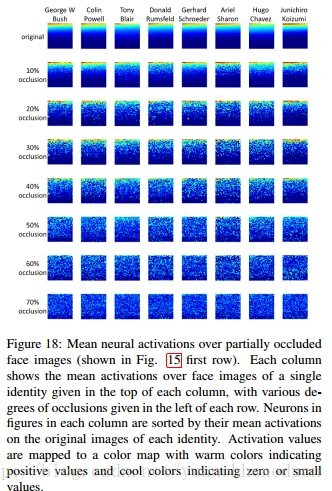 George W Bush Colin Powell Tony Blair Donald Rumsfeld Gerhard Schroeder Ariel Sharon Hugo Chavez Junichiro Koizumi
original
10% occlusion
20% occlusion
30% occlusion
40% occlusion
50% occlusion
60% occlusion
70% occlusion
Figure 18: Mean neural activations over partially occluded
face images (shown in Fig. 15 first row). Each column
shows the mean activations over face images of a single
identity given in the top of each column, with various de-
grees of occlusions given in the left of each row. Neurons in
figures in each column are sorted by their mean activations
on the original images of each identity. Activation values
are mapped to a color map with warm colors indicating
positive values and cool colors indicating zero or small
values.